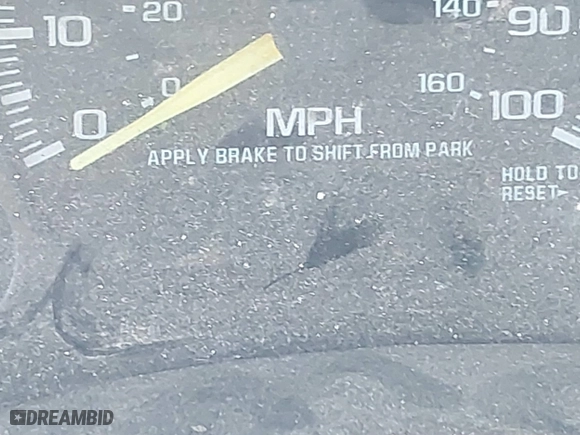 10 20 140 90
0 0 160 100
MPH
APPLY BRAKE TO SHIFT FROM PARK
HOLD TO
RESET
DREAMBID